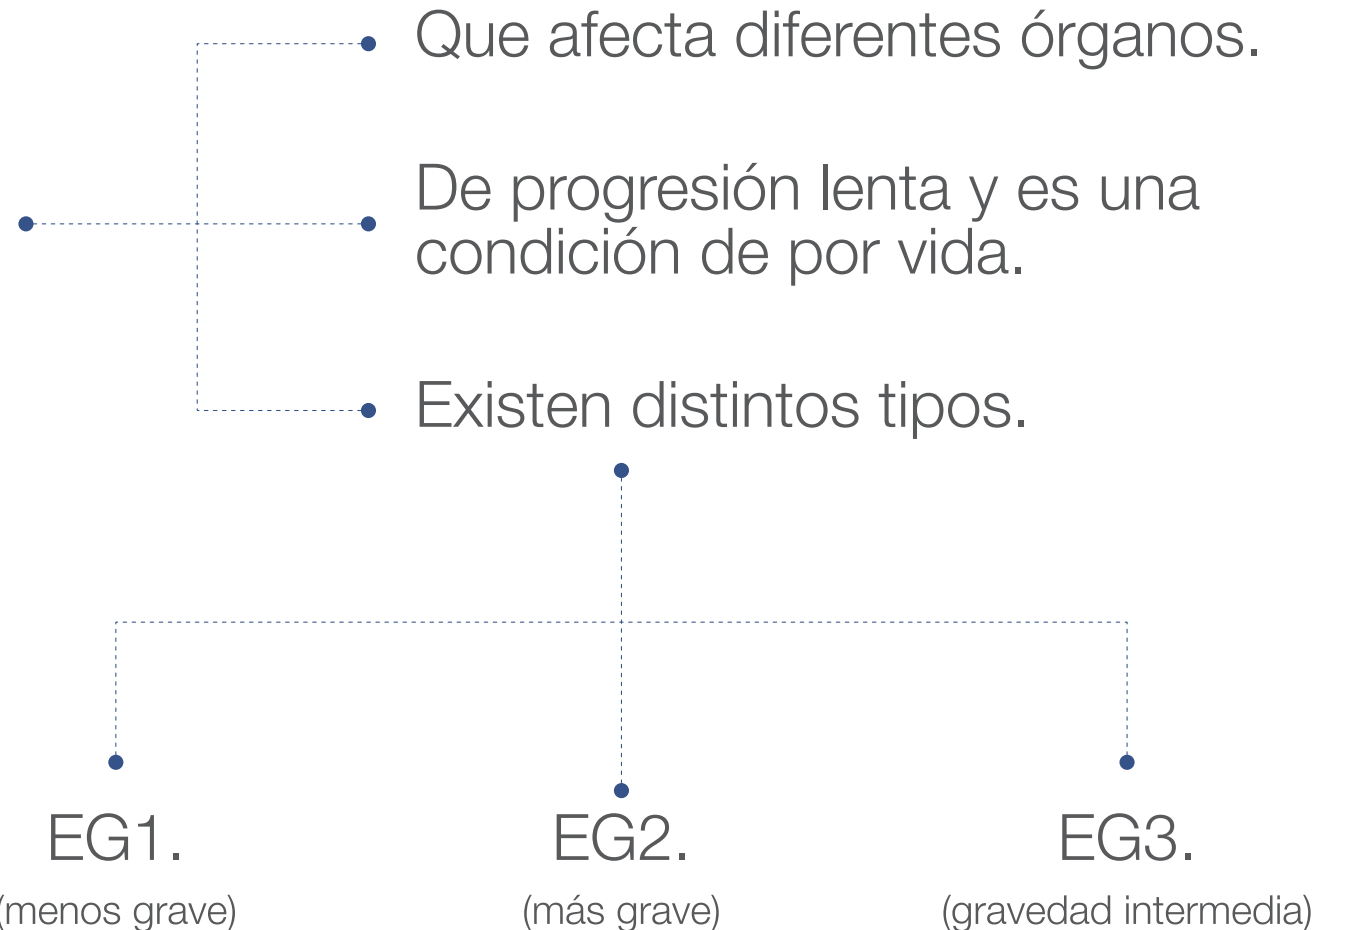 Que afecta diferentes órganos.
De progresión lenta y es una
condición de por vida.
Existen distintos tipos.
EG1.
EG2.
EG3.
(menos grave)
(más grave)
(gravedad intermedia)